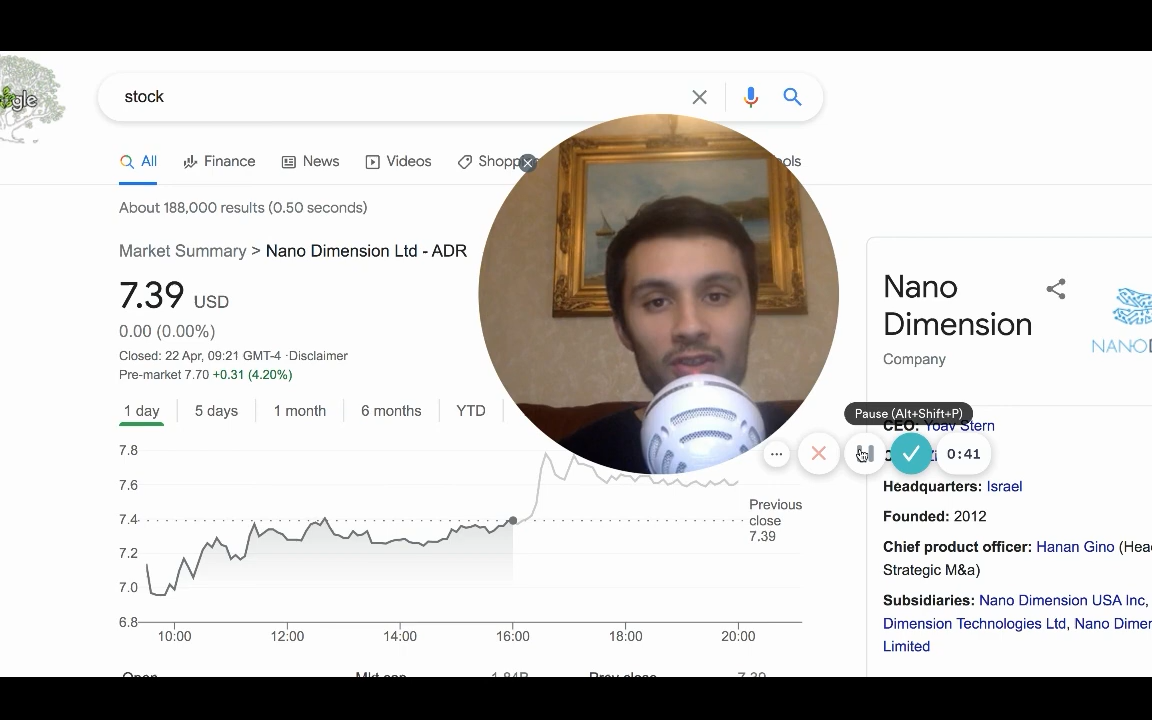 stock
All
Finance
News
Videos
About 188,000 results (0.50 seconds)
Market Summary > Nano Dimension Ltd - ADR
7.39 USD
0.00 (0.00%)
Closed: 22 Apr, 09:21 GMT-4 ·Disclaimer
Pre-market 7.70 +0.31 (4.20%)
1 day
5 days
1 month
6 months
YTD
7.8
7.6
7.4
7.2
7.0
6.8
10:00
12:00
14:00
16:00
18:00
20:00
Previous
close
7.39
Nano
Dimension
Company
Pause (Alt+Shift+P)
0:41
CEO: Yoav Stern
Headquarters: Israel
Founded: 2012
Chief product officer: Hanan Gino
Strategic M&a)
Subsidiaries: Nano Dimension USA Inc,
Dimension Technologies Ltd,
Limited